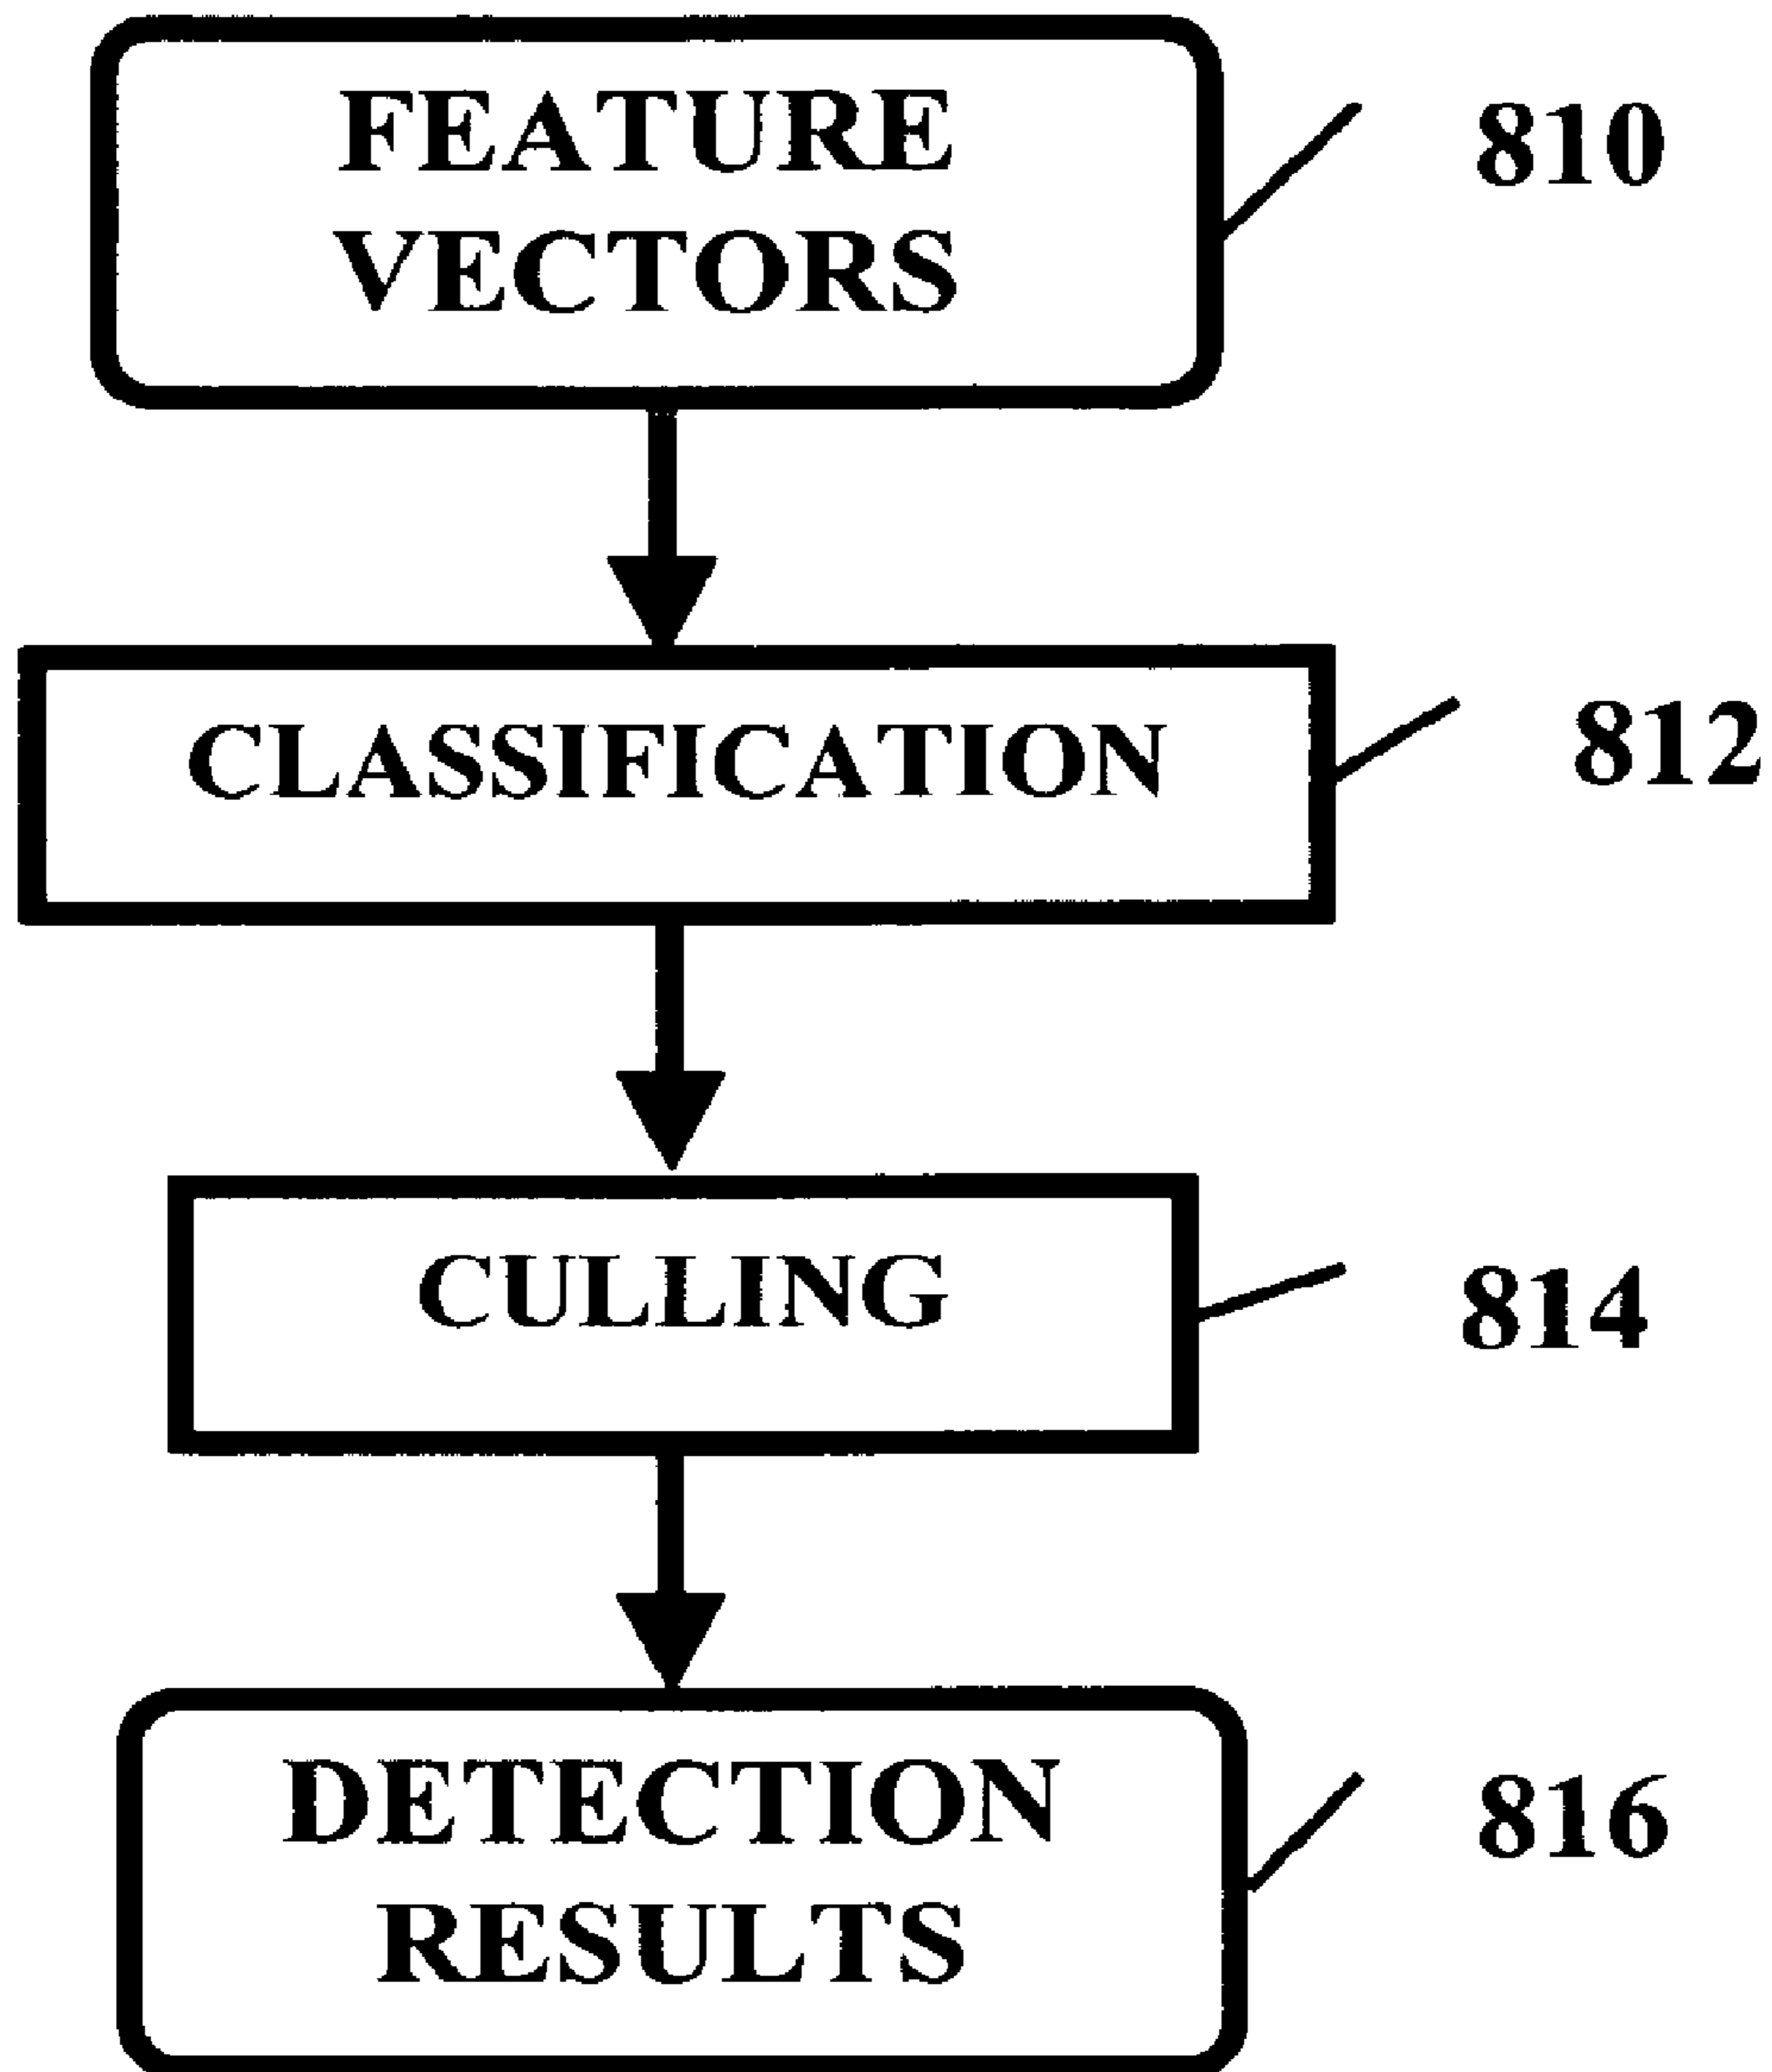 FEATURE
VECTORS
810
CLASSIFICATION
812
CULLING
814
DETECTION
RESULTS
816